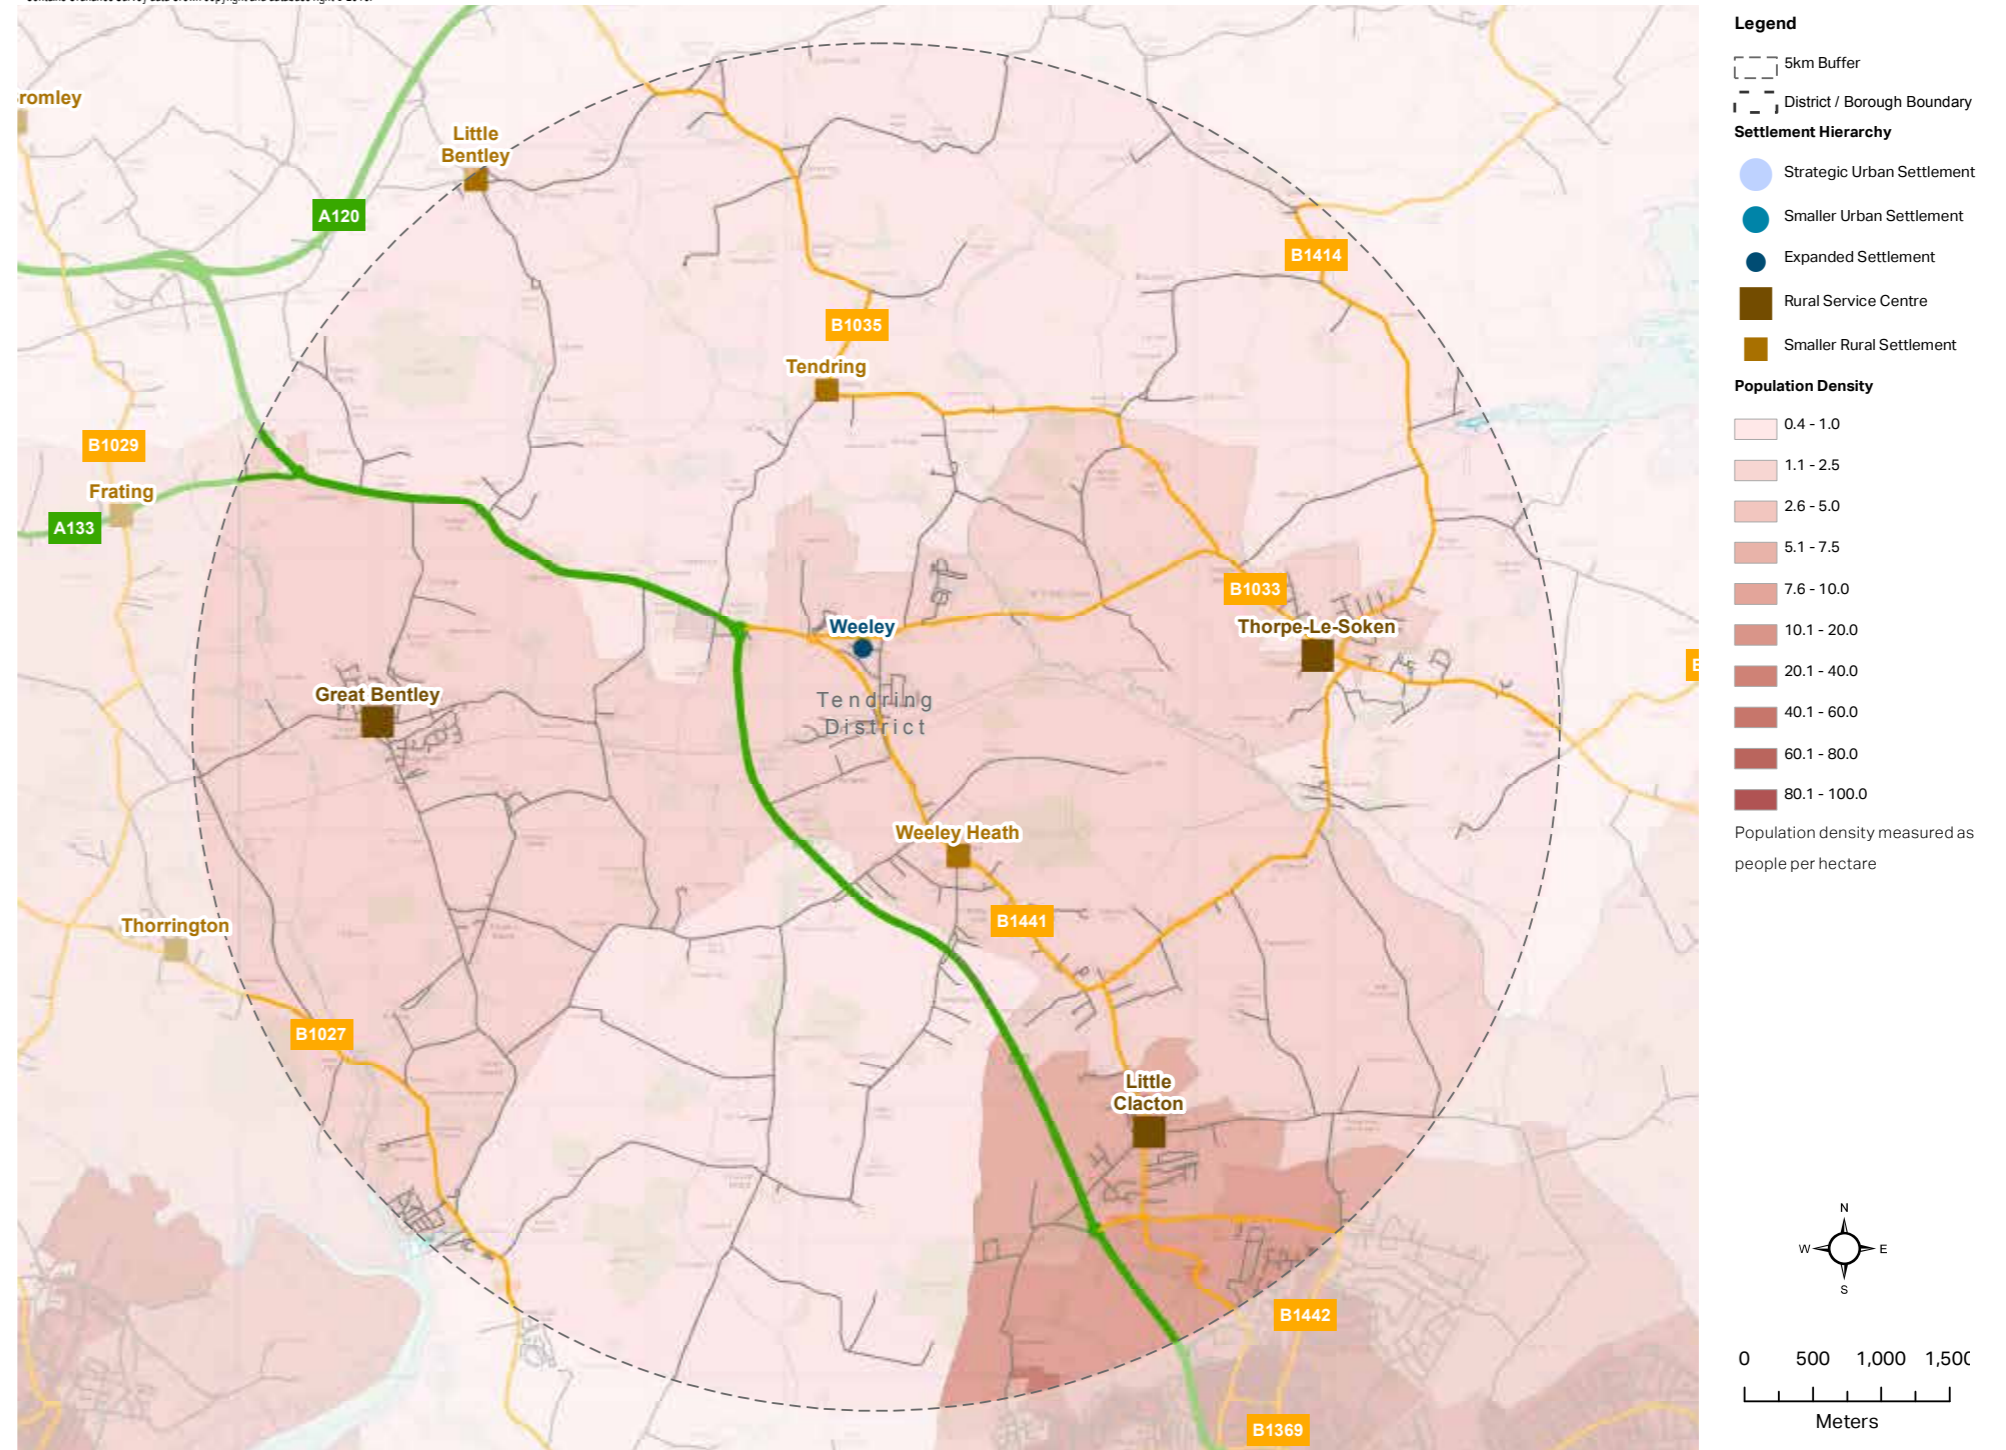 romley
Little
Bentley
A120
B1414
B1035
Tendring
B1029
Frating
A133
B1033
Weeley
Thorpe-Le-Soken
Great Bentley
Tendring
District
Weeley Heath
B1441
Thorrington
B1027
Little
Clacton
B1442
B1369
Legend
5km Buffer
District / Borough Boundary
Settlement Hierarchy
Strategic Urban Settlement
Smaller Urban Settlement
Expanded Settlement
Rural Service Centre
Smaller Rural Settlement
Population Density
0.4 - 1.0
1.1 - 2.5
2.6 - 5.0
5.1 - 7.5
7.6 - 10.0
10.1 - 20.0
20.1 - 40.0
40.1 - 60.0
60.1 - 80.0
80.1 - 100.0
Population density measured as
people per hectare
N
W E
S
0 500 1,000 1,500
Meters